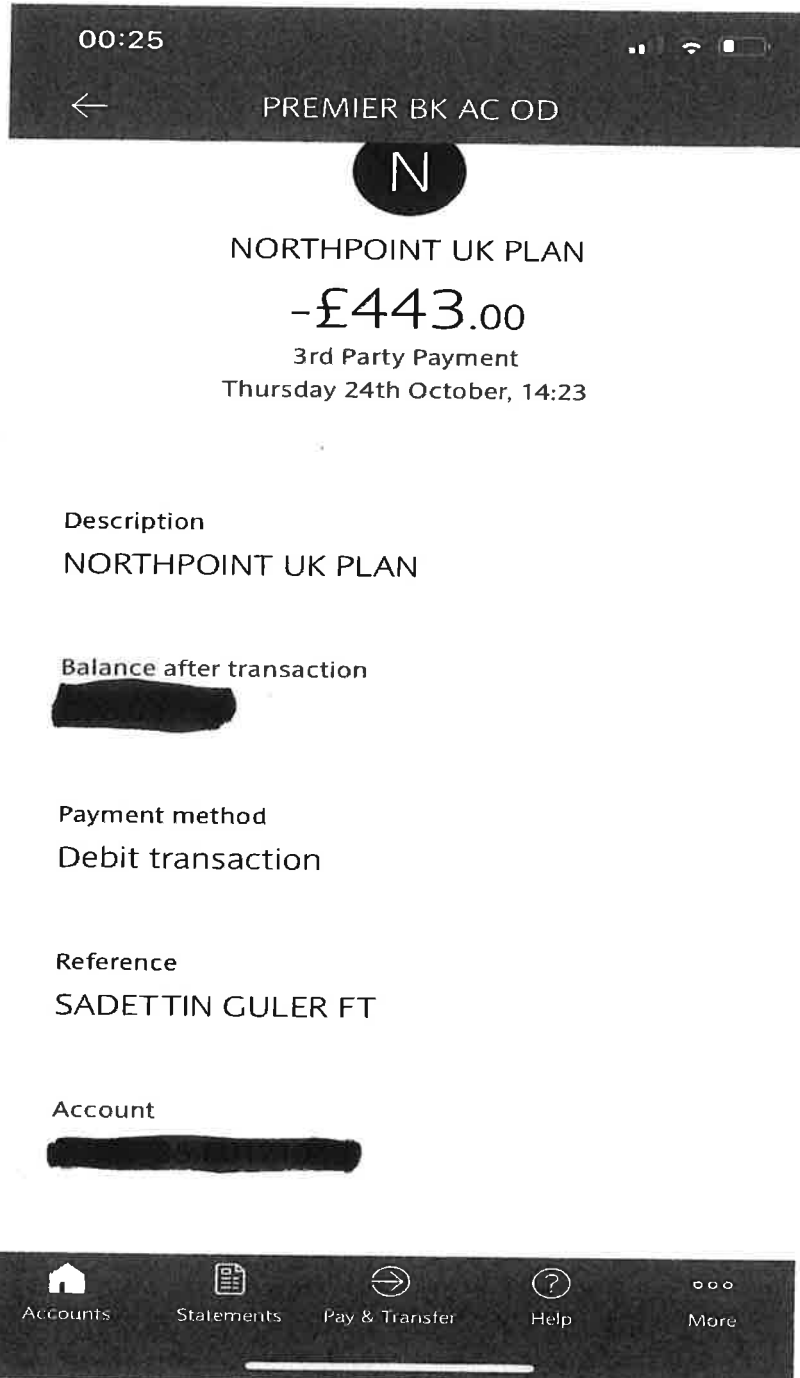 00:25
PREMIER BK AC OD
N
NORTHPOINT UK PLAN
-£443.00
3rd Party Payment
Thursday 24th October, 14:23
Description
NORTHPOINT UK PLAN
Balance after transaction
Payment method
Debit transaction
Reference
SADETTIN GULER FT
Account
Accounts
Statements
Pay & Transfer
Help
More